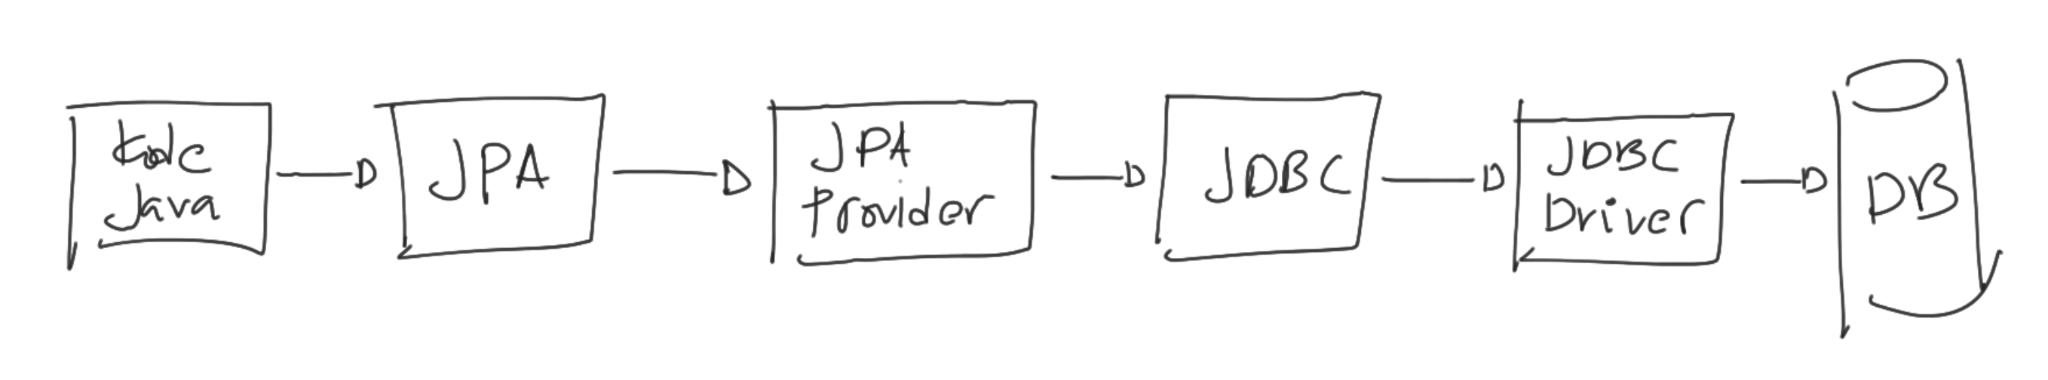 Kode
Java
JPA
JPA
Provider
JDBC
JDBC
Driver
DB